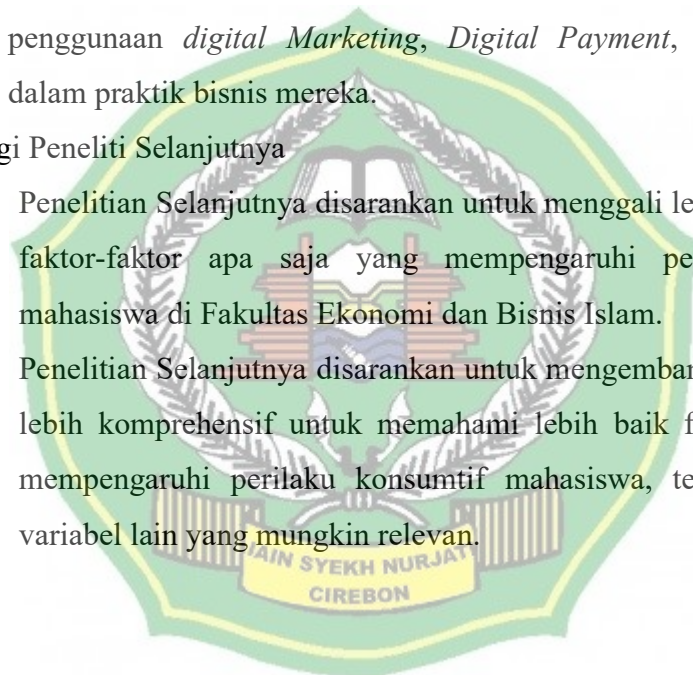 penggunaan digital Marketing, Digital Payment,
dalam praktik bisnis mereka.
gi Peneliti Selanjutnya
Penelitian Selanjutnya disarankan untuk menggali le
faktor-faktor apa saja yang mempengaruhi pe
mahasiswa di Fakultas Ekonomi dan Bisnis Islam.
Penelitian Selanjutnya disarankan untuk mengembar
lebih komprehensif untuk memahami lebih baik f
mempengaruhi perilaku konsumtif mahasiswa, te
variabel lain yang mungkin relevan.
IAIN SYEKH NURJATI
CIREBON